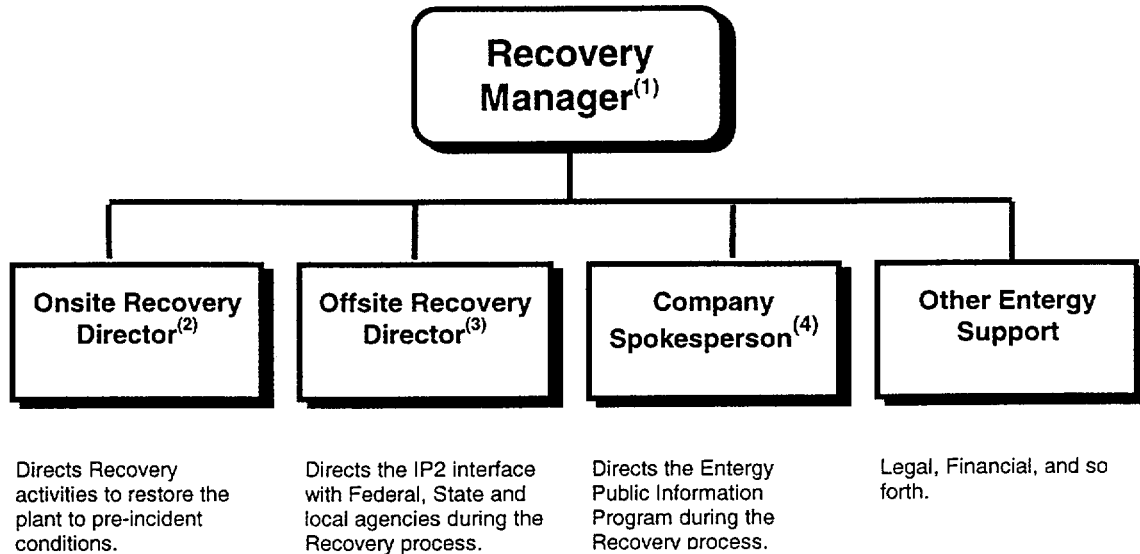 Recovery
Manager(1)
Onsite Recovery
Director(2)
Offsite Recovery
Director(3)
Company
Spokesperson(4)
Other Entergy
Support
Directs Recovery
activities to restore the
plant to pre-incident
conditions.
Directs the IP2 interface
with Federal, State and
local agencies during the
Recovery process.
Directs the Entergy
Public Information
Program during the
Recovery process.
Legal, Financial, and so
forth.